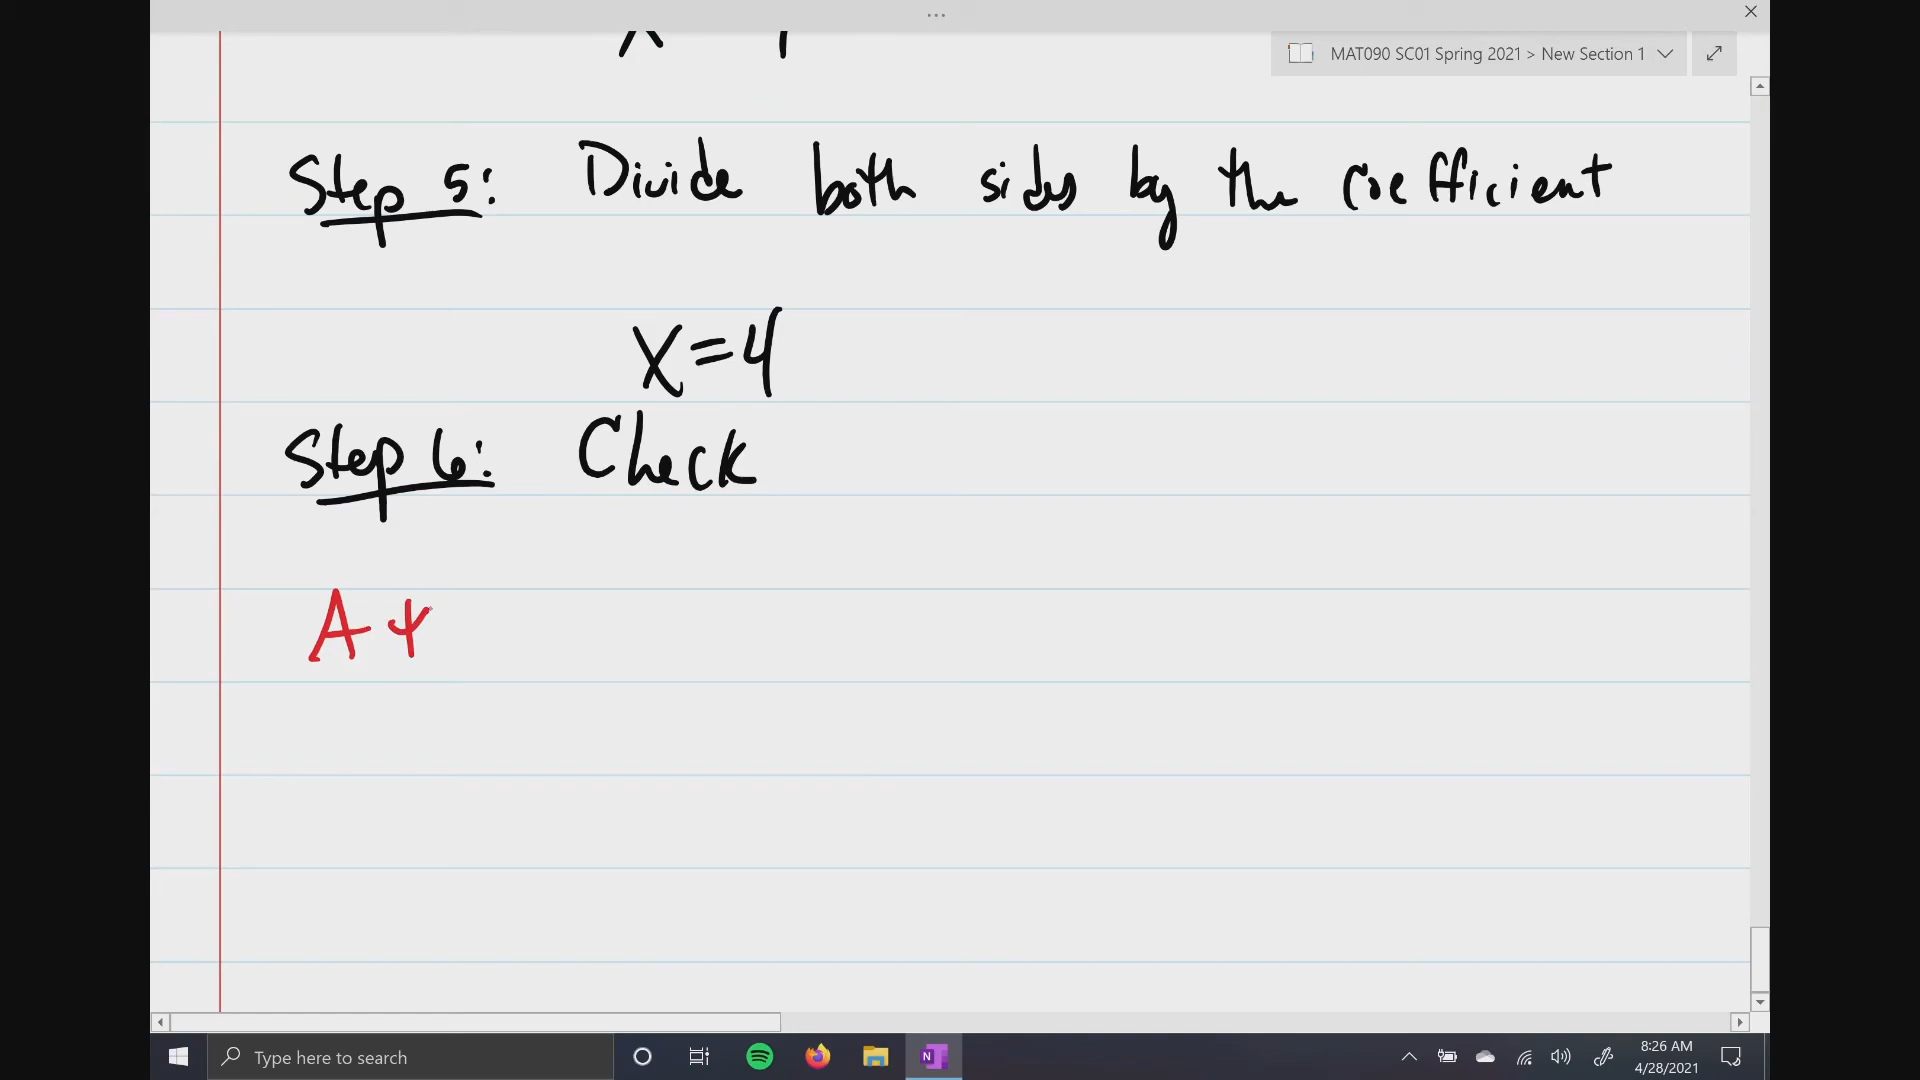 MAT090 SC01 Spring 2021 > New Section 1
Step 5: Divide both sides by the coefficient
x=4
Step 6: Check
A
Type here to search
8:26 AM
4/28/2021